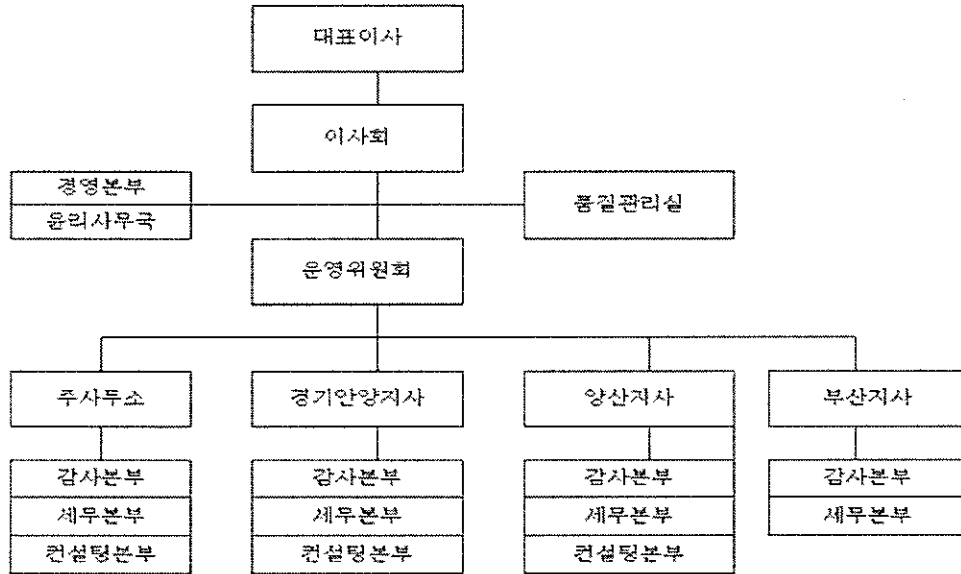 대표이사
이사회
경영본부
윤리사무국
품질관리실
운영위원회
주사무소
경기안양지사
양산지사
부산지사
감사본부
세무본부
컨설팅본부
감사본부
세무본부
컨설팅본부
감사본부
세무본부
컨설팅본부
감사본부
세무본부